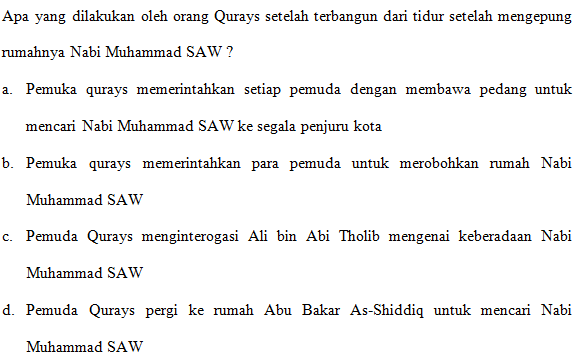 Apa yang dilakukan oleh orang Qurays setelah terbangun dari tidur setelah mengepung
rumahnya Nabi Muhammad SAW ?
a. Pemuka qurays memerintahkan setiap pemuda dengan membawa pedang untuk
mencari Nabi Muhammad SAW ke segala penjuru kota
b. Pemuka qurays memerintahkan para pemuda untuk merobohkan rumah Nabi
Muhammad SAW
c. Pemuda Qurays menginterogasi Ali bin Abi Tholib mengenai keberadaan Nabi
Muhammad SAW
d. Pemuda Qurays pergi ke rumah Abu Bakar As-Shiddiq untuk mencari Nabi
Muhammad SAW